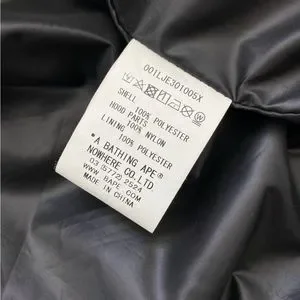 001LJE301005X
SHELL
100% POLYESTER
HOOD PARTS
100% NYLON
LINING
100% POLYESTER
"A BATHING APE®
NOWHERE CO.LTD
03 (5772) 2524
WWW. BAPE. COM
MADE IN CHINA